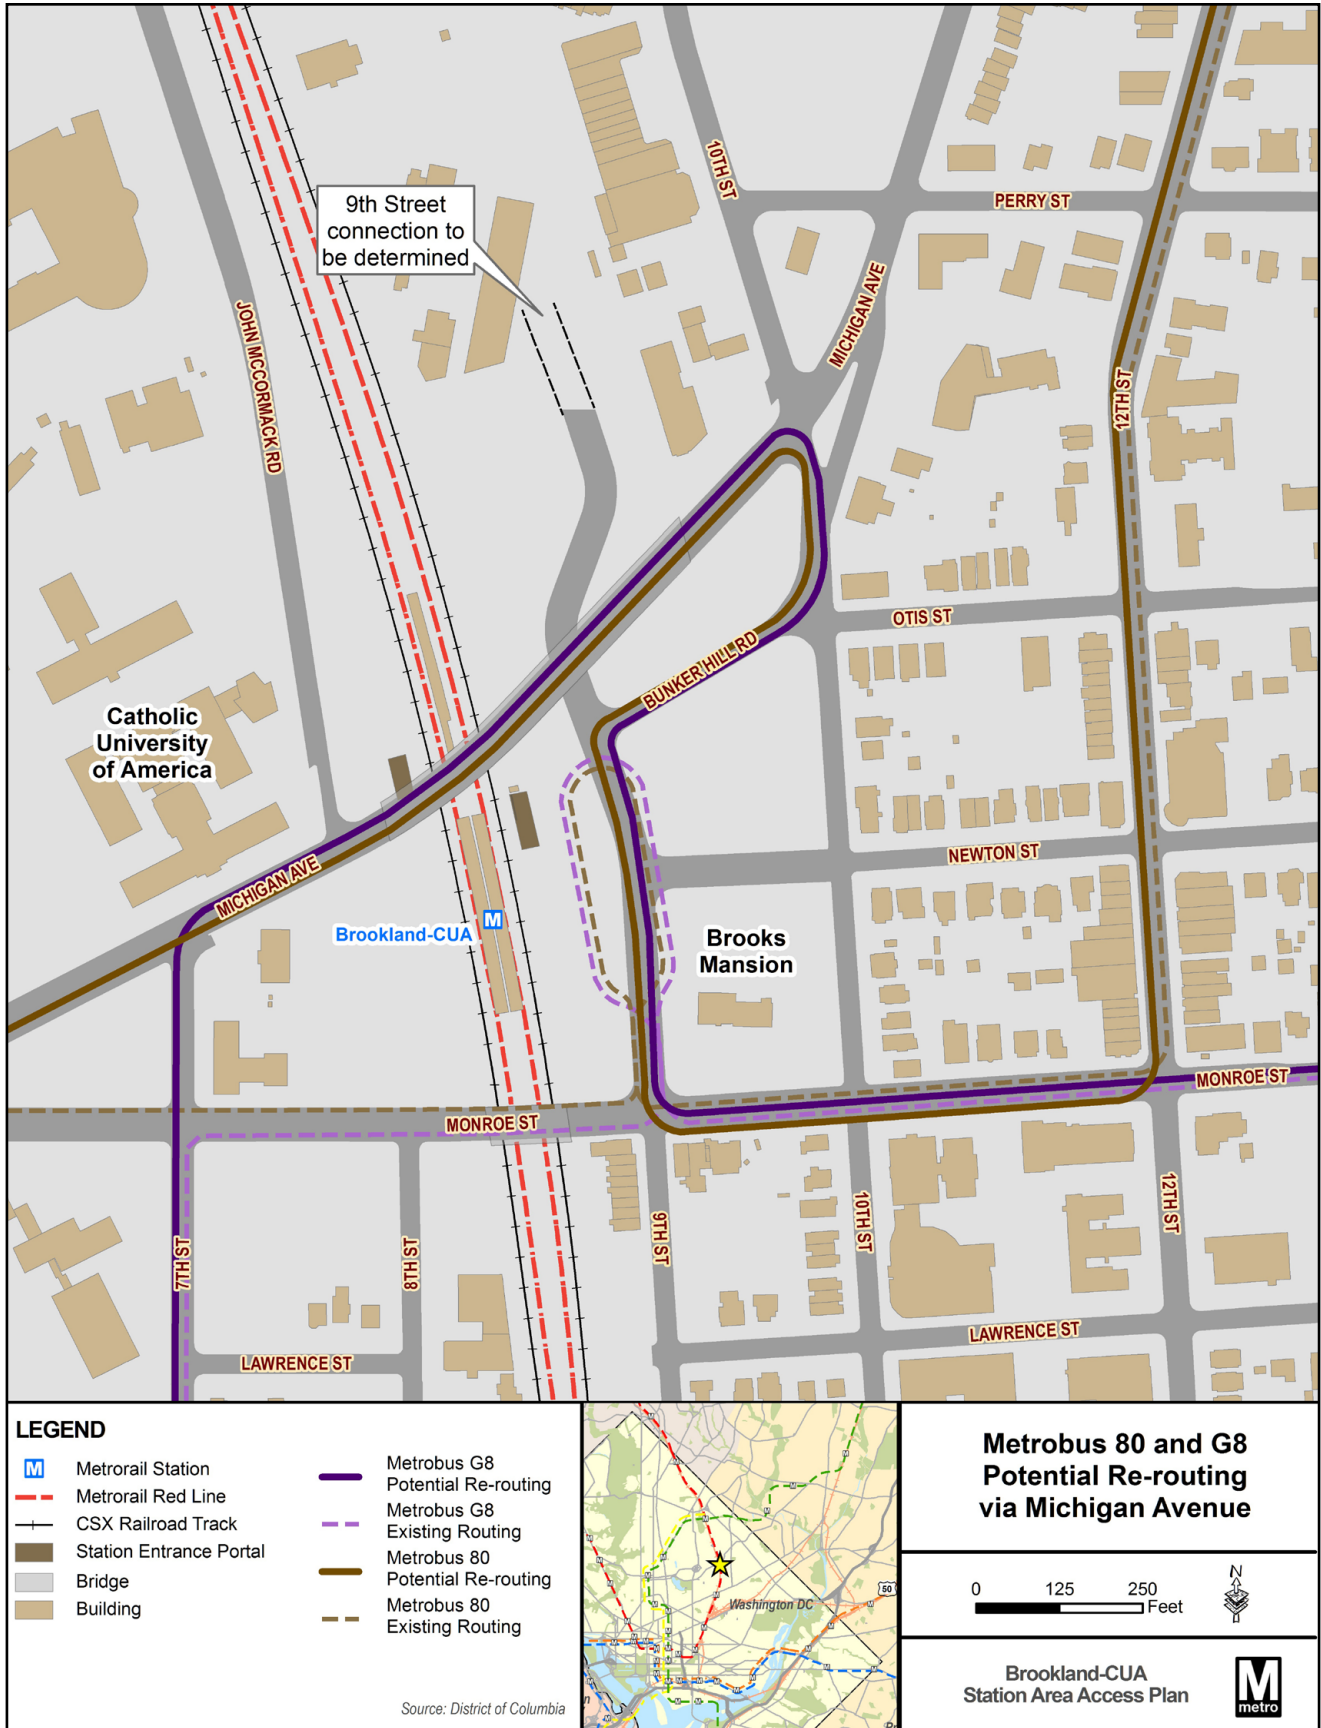 9th Street
connection to
be determined
10TH ST
PERRY ST
MICHIGAN AVE
JOHN MCCORMACK RD
12TH ST
OTIS ST
BUNKER HILL RD
Catholic
University
of America
MICHIGAN AVE
NEWTON ST
M
Brookland-CUA
Brooks
Mansion
MONROE ST
MONROE ST
7TH ST
8TH ST
9TH ST
10TH ST
12TH ST
LAWRENCE ST
LAWRENCE ST
LEGEND
M Metrorail Station
Metrorail Red Line
CSX Railroad Track
Station Entrance Portal
Bridge
Building
Metrobus G8
Potential Re-routing
Metrobus G8
Existing Routing
Metrobus 80
Potential Re-routing
Metrobus 80
Existing Routing
Source: District of Columbia
Washington DC
50
Metrobus 80 and G8
Potential Re-routing
via Michigan Avenue
0 125 250
Feet
N
Brookland-CUA
Station Area Access Plan
M
metro